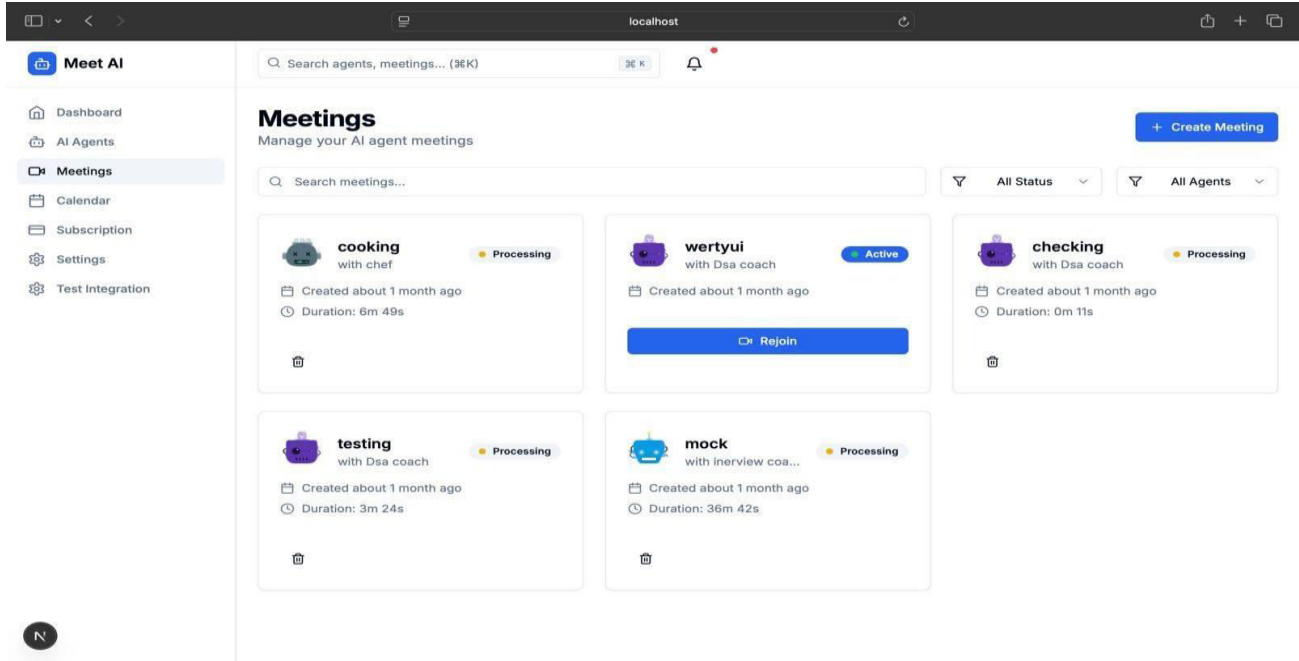 localhost
Meet AI
Search agents, meetings... (⌘K)
⌘ K
Dashboard
AI Agents
Meetings
Calendar
Subscription
Settings
Test Integration
Meetings
Manage your AI agent meetings
+ Create Meeting
Search meetings...
All Status
All Agents
cooking
with chef
Processing
Created about 1 month ago
Duration: 6m 49s
wertyui
with Dsa coach
Active
Created about 1 month ago
Rejoin
checking
with Dsa coach
Processing
Created about 1 month ago
Duration: 0m 11s
testing
with Dsa coach
Processing
Created about 1 month ago
Duration: 3m 24s
mock
with inerview coa...
Processing
Created about 1 month ago
Duration: 36m 42s
N